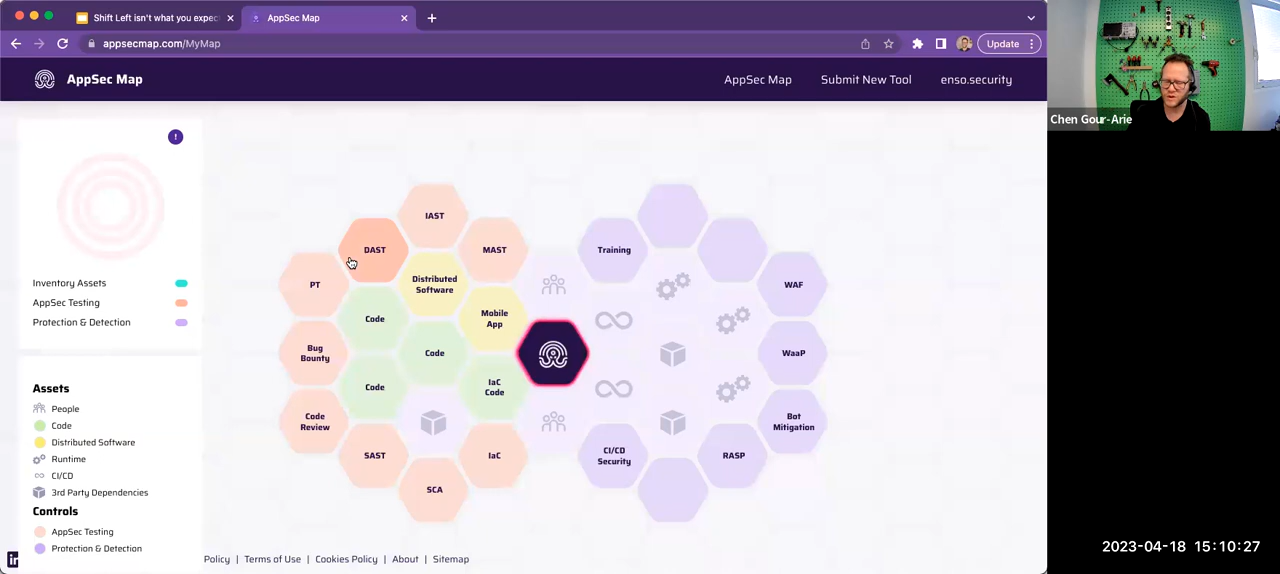 Shift Left isn't what you expec
AppSec Map
appsecmap.com/MyMap
Update
AppSec Map
AppSec Map
Submit New Tool
enso.security
Chen Gour-Arie
!
Inventory Assets
AppSec Testing
Protection & Detection
Assets
People
Code
Distributed Software
Runtime
CI/CD
3rd Party Dependencies
Controls
AppSec Testing
Protection & Detection
IAST
DAST
MAST
PT
Distributed
Software
Code
Mobile
App
Bug
Bounty
Code
Code
IaC
Code
Code
Review
SAST
IaC
SCA
Training
WAF
WaaP
Bot
Mitigation
CI/CD
Security
RASP
in
Policy | Terms of Use | Cookies Policy | About | Sitemap
2023-04-18 15:10:27